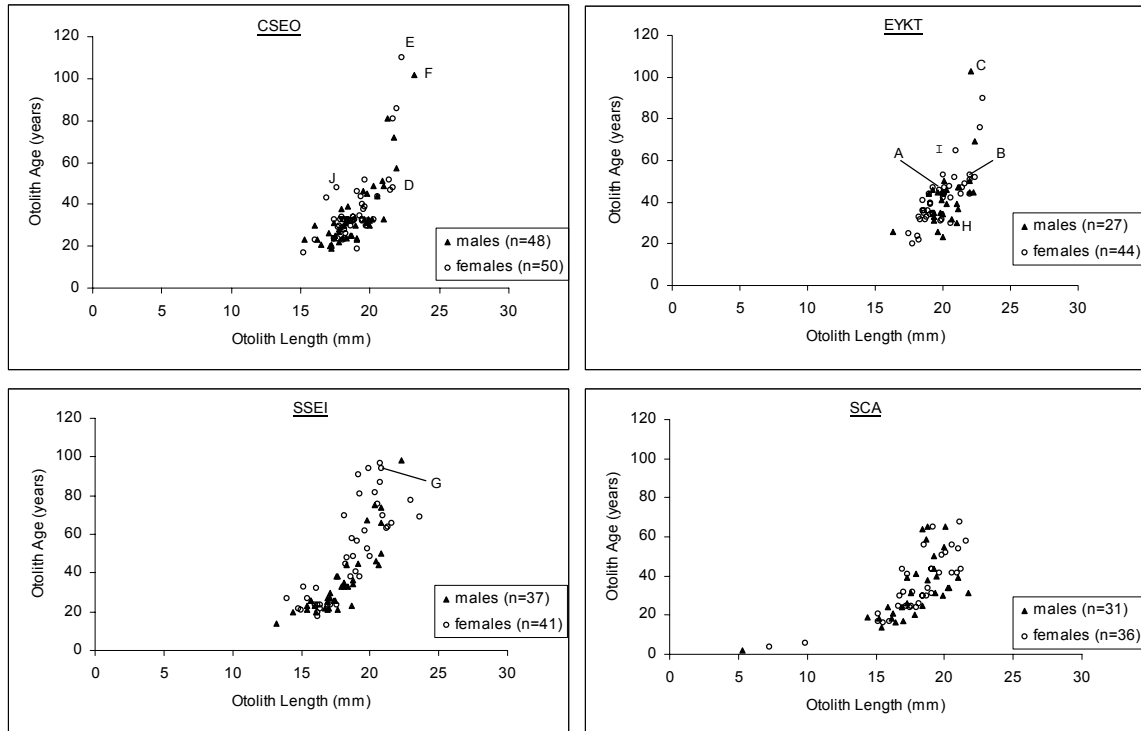 CSEO
Otolith Age (years)
120
100
80
60
40
20
0
0 5 10 15 20 25 30
Otolith Length (mm)
E
F
J
D
males (n=48)
females (n=50)
EYKT
Otolith Age (years)
120
100
80
60
40
20
0
0 5 10 15 20 25 30
Otolith Length (mm)
C
I
A
B
H
males (n=27)
females (n=44)
SSEI
Otolith Age (years)
120
100
80
60
40
20
0
0 5 10 15 20 25 30
Otolith Length (mm)
G
males (n=37)
females (n=41)
SCA
Otolith Age (years)
120
100
80
60
40
20
0
0 5 10 15 20 25 30
Otolith Length (mm)
males (n=31)
females (n=36)